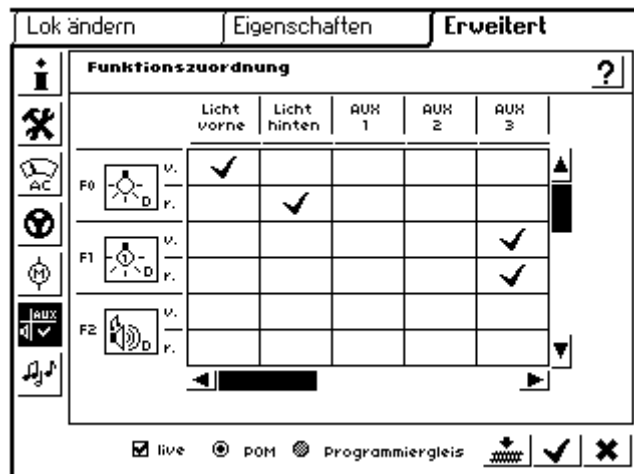 Lok ändern Eigenschaften Erweitert
Funktionszuordnung ?
Licht vorne Licht hinten AUX 1 AUX 2 AUX 3
AC
F0 D v.
r.
M
F1 1 D v.
r.
AUX
F2 D v.
r.
live POM Programmiergleis